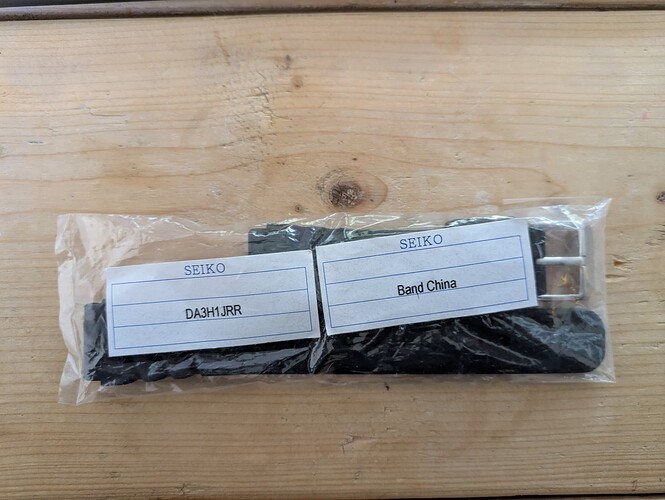 SEIKO
DA3H1JRR
SEIKO
Band China